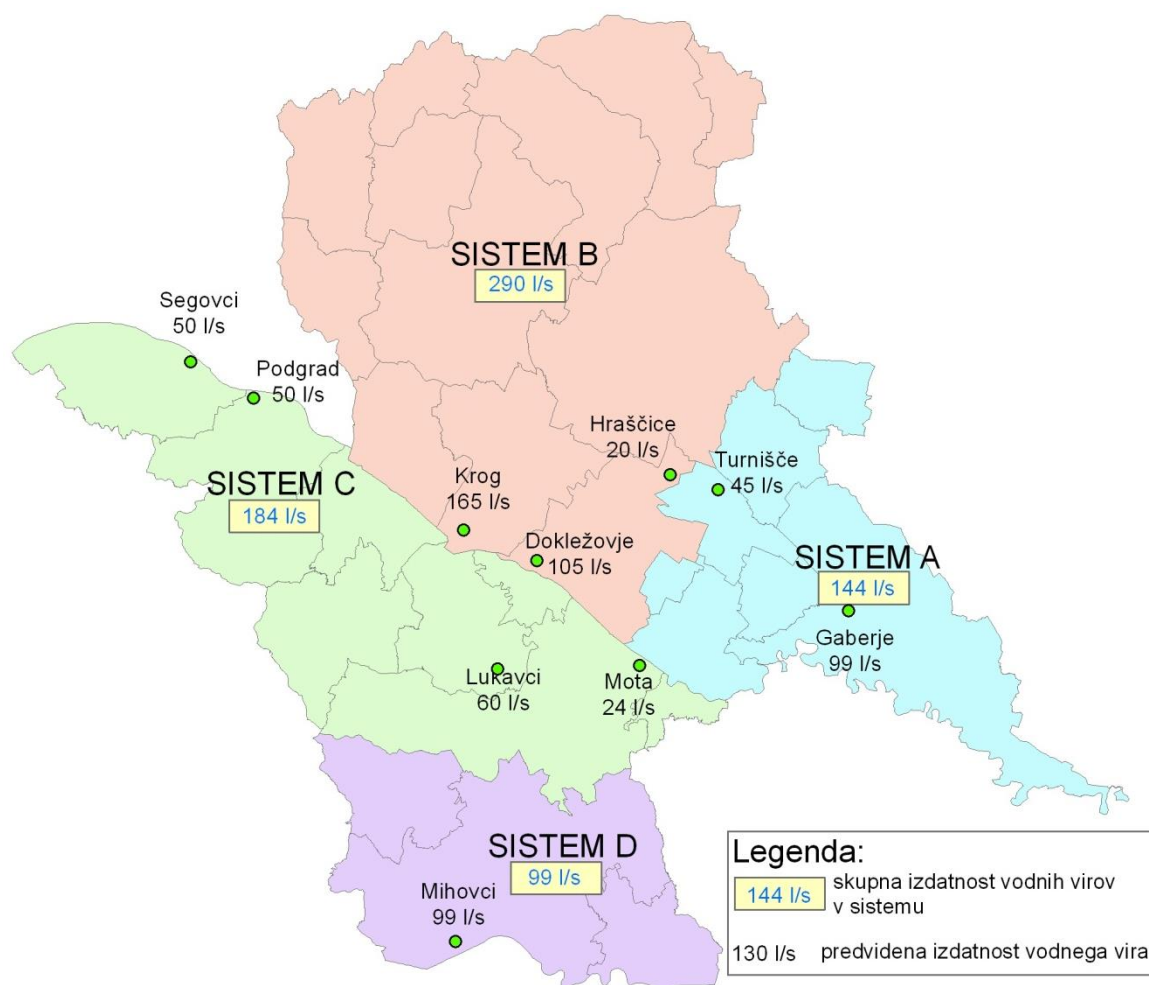 SISTEM B
290 l/s
Segovci
50 l/s
Podgrad
50 l/s
Hraščice
20 l/s
Turnišče
45 l/s
SISTEM C
184 l/s
Krog
165 l/s
Dokležovje
105 l/s
SISTEM A
144 l/s
Gaberje
99 l/s
Lukavci
60 l/s
Mota
24 l/s
SISTEM D
99 l/s
Mihovci
99 l/s
Legenda:
144 l/s skupna izdatnost vodnih virov
v sistemu
130 l/s predvidena izdatnost vodnega vira